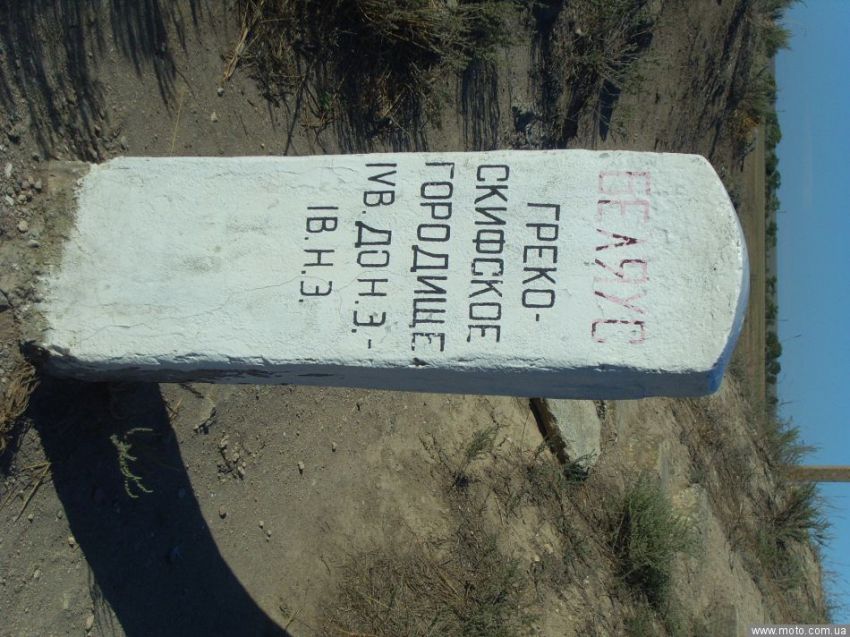 БЕЛЯУС
ГРЕКО-
СКИФСКОЕ
ГОРОДИЩЕ
IVВ. ДО Н.Э.-
IВ. Н.Э.
www.moto.com.ua